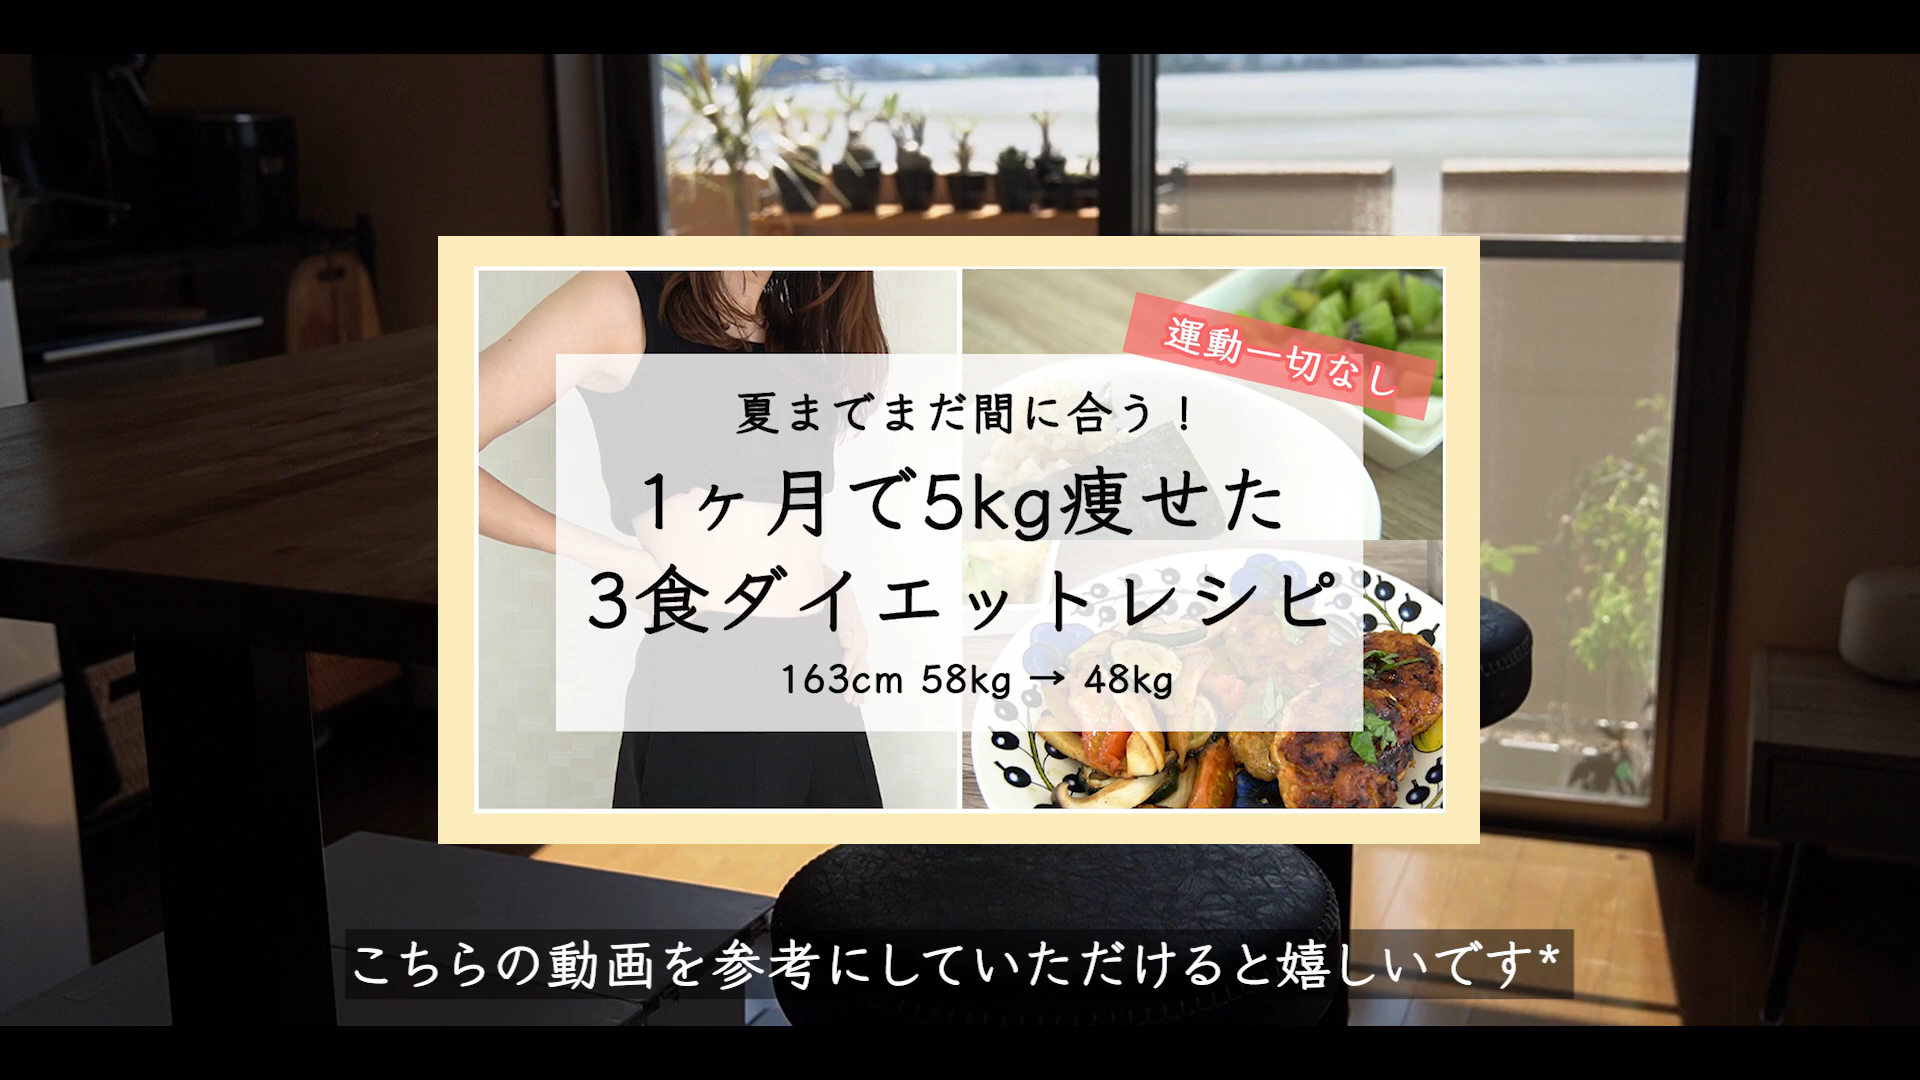 運動一切なし
夏までまだ間に合う！
1ヶ月で5kg痩せた
3食ダイエットレシピ
163cm 58kg → 48kg
こちらの動画を参考にしていただけると嬉しいです*